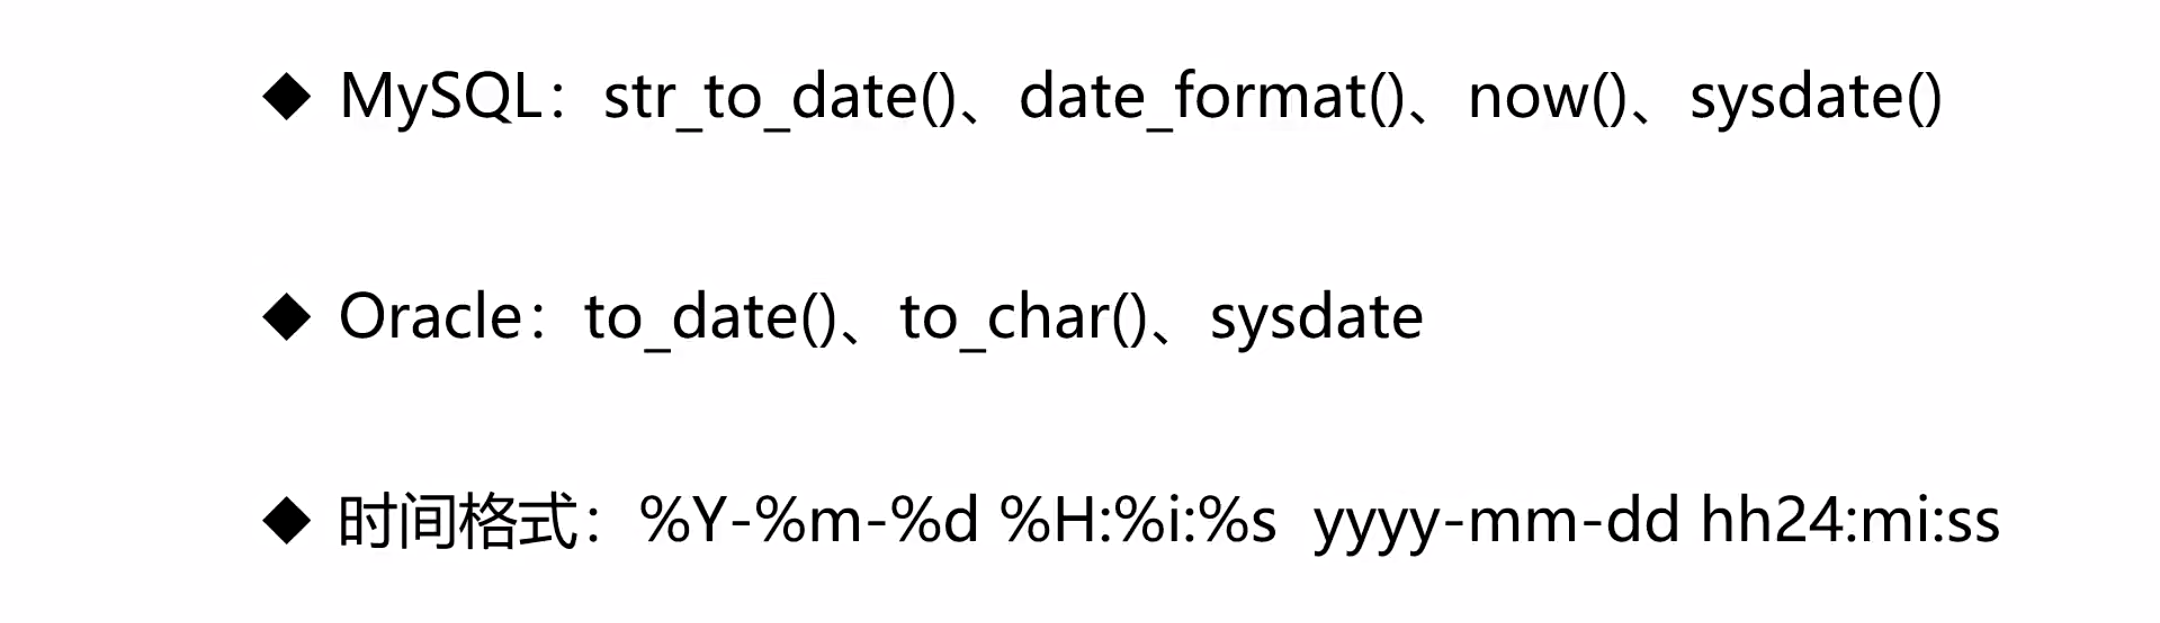 ◆ MySQL：str_to_date()、date_format()、now()、sysdate()
◆ Oracle：to_date()、to_char()、sysdate
◆ 时间格式：%Y-%m-%d %H:%i:%s  yyyy-mm-dd hh24:mi:ss